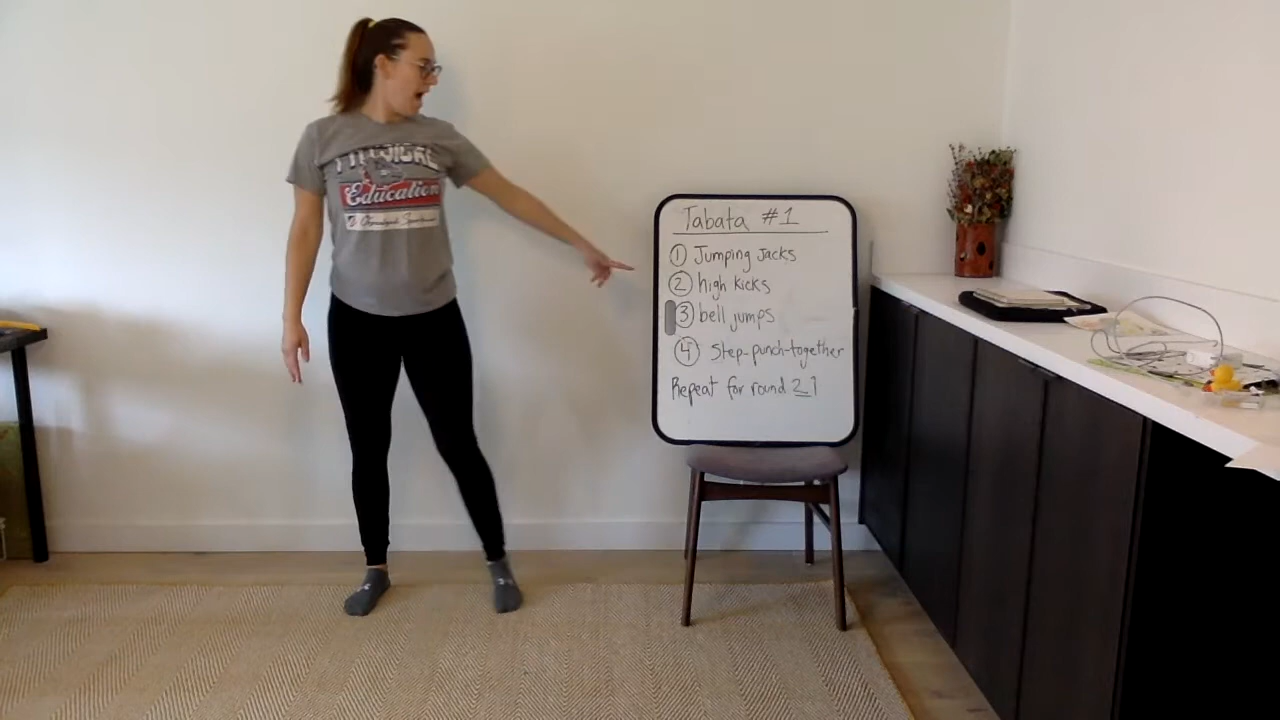 PHYSICAL
Education
Tabata #1
1 Jumping Jacks
2 high kicks
3 bell jumps
4 Step-punch-together
Repeat for round 2!